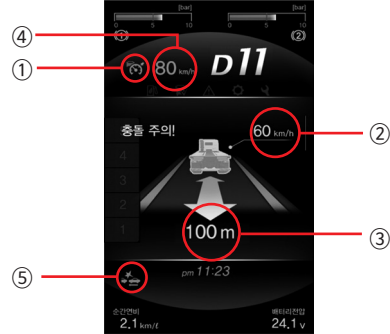 [bar] [bar]
0 5 10 0 5 10
(1) (2)
④
① 80 km/h D11
충돌 주의! 60 km/h ②
4
3
2
1
100 m ③
⑤
pm 11:23
순간연비 배터리전압
2.1 km/ℓ 24.1 v